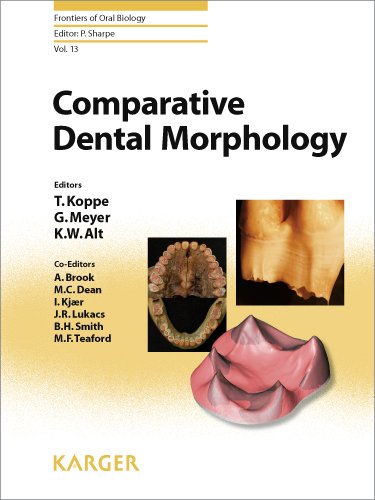 Frontiers of Oral Biology
Editor: P. Sharpe
Vol. 13
Comparative
Dental Morphology
Editors
T. Koppe
G. Meyer
K.W. Alt
Co-Editors
A. Brook
M.C. Dean
I. Kjær
J.R. Lukacs
B.H. Smith
M.F. Teaford
KARGER